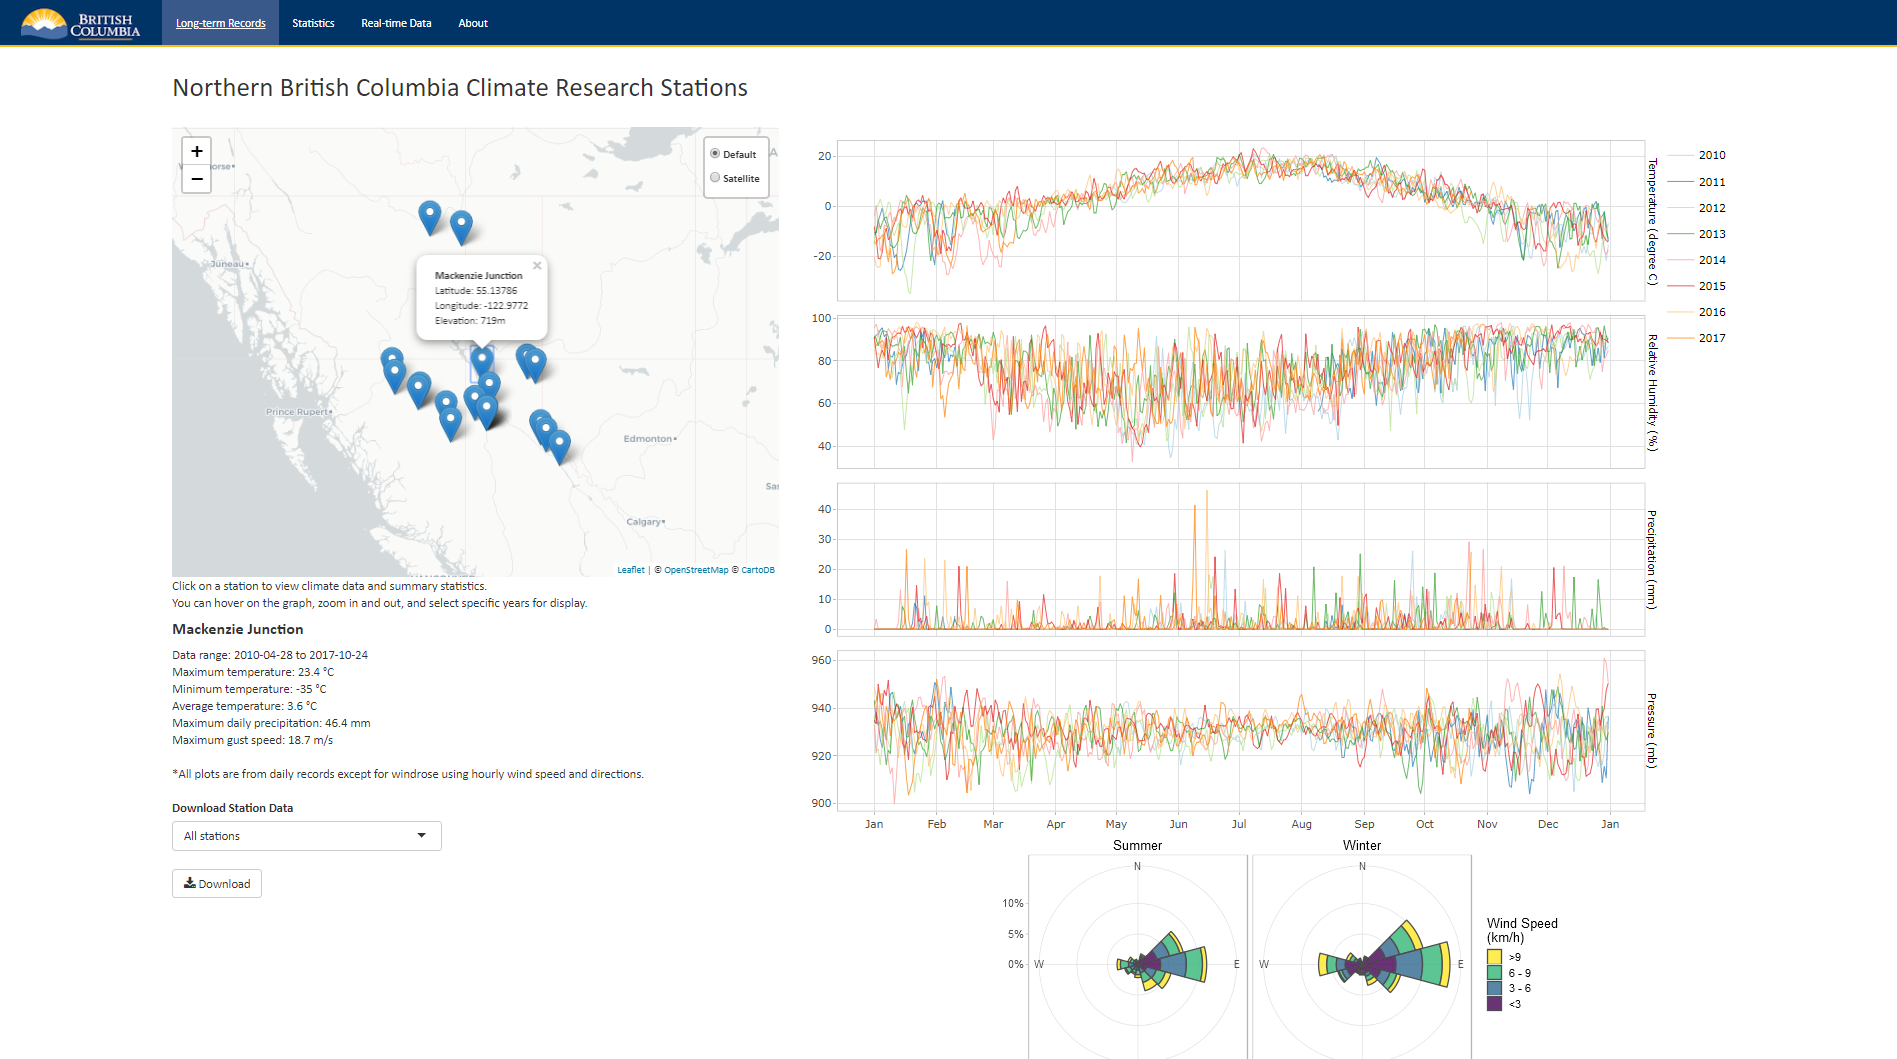 BRITISH
COLUMBIA
Long-term Records
Statistics
Real-time Data
About
Northern British Columbia Climate Research Stations
+
−
Default
Satellite
Juneau
Prince Rupert
Edmonton
Calgary
Mackenzie Junction
Latitude: 55.13786
Longitude: -122.9772
Elevation: 719m
×
Leaflet | © OpenStreetMap © CartoDB
Click on a station to view climate data and summary statistics.
You can hover on the graph, zoom in and out, and select specific years for display.
Mackenzie Junction
Data range: 2010-04-28 to 2017-10-24
Maximum temperature: 23.4 °C
Minimum temperature: -35 °C
Average temperature: 3.6 °C
Maximum daily precipitation: 46.4 mm
Maximum gust speed: 18.7 m/s
*All plots are from daily records except for windrose using hourly wind speed and directions.
Download Station Data
All stations
Download
20
0
-20
Temperature (degree C)
100
80
60
40
Relative Humidity (%)
40
30
20
10
0
Precipitation (mm)
960
940
920
900
Pressure (mb)
Jan Feb Mar Apr May Jun Jul Aug Sep Oct Nov Dec Jan
2010
2011
2012
2013
2014
2015
2016
2017
Summer
N
10%
5%
0%
W
E
Winter
N
W
E
Wind Speed
(km/h)
>9
6 - 9
3 - 6
<3